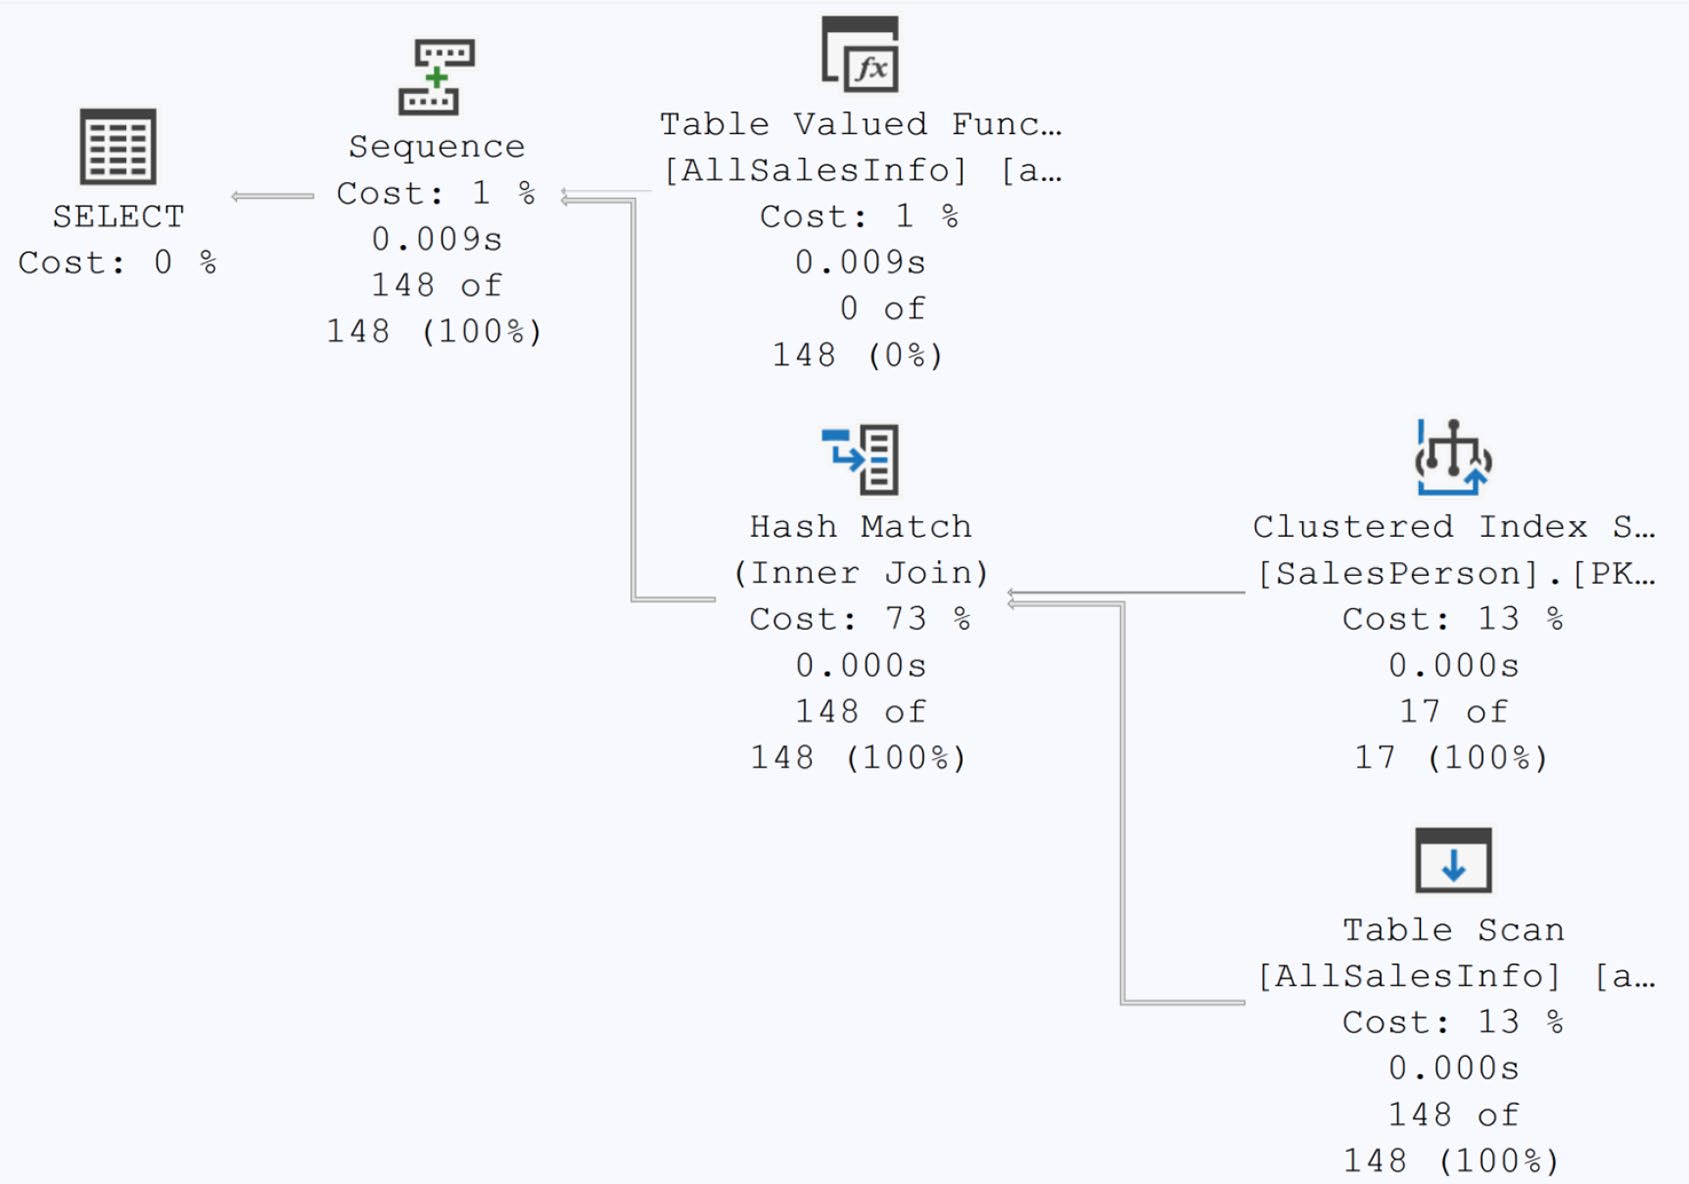 SELECT
Cost: 0 %
Sequence
Cost: 1 %
0.009s
148 of
148 (100%)
fx
Table Valued Func…
[AllSalesInfo] [a…
Cost: 1 %
0.009s
0 of
148 (0%)
Hash Match
(Inner Join)
Cost: 73 %
0.000s
148 of
148 (100%)
Clustered Index S…
[SalesPerson].[PK…
Cost: 13 %
0.000s
17 of
17 (100%)
Table Scan
[AllSalesInfo] [a…
Cost: 13 %
0.000s
148 of
148 (100%)